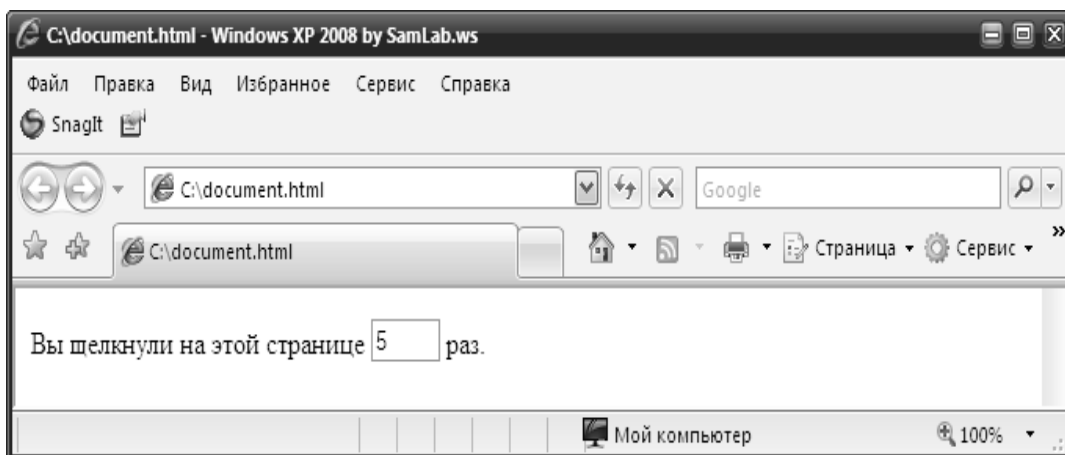 C:\document.html - Windows XP 2008 by SamLab.ws
Файл Правка Вид Избранное Сервис Справка
SnagIt
C:\document.html Google
C:\document.html Страница Сервис »
Вы щелкнули на этой странице 5 раз.
Мой компьютер 100%